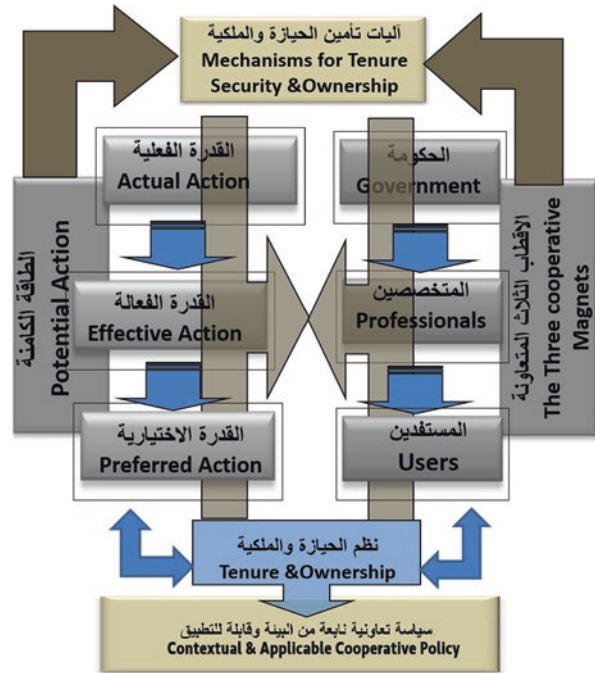 آليات تأمين الحيازة والملكية
Mechanisms for Tenure
Security &Ownership
القدرة الفعلية
Actual Action
الحكومة
Government
الطاقة الكامنة
Potential Action
القدرة الفعالة
Effective Action
المتخصصين
Professionals
الاقطاب الثلاث المتعاونة
The Three cooperative
Magnets
القدرة الاختيارية
Preferred Action
المستفدين
Users
نظم الحيازة والملكية
Tenure &Ownership
سياسة تعاونية نابعة من البيئة وقابلة للتطبيق
Contextual & Applicable Cooperative Policy